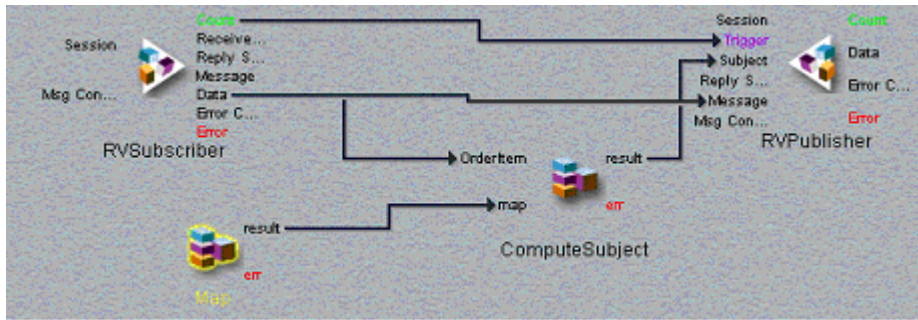 Session
Msg Con...
Count
Receive...
Reply S...
Message
Data
Error C...
Error
RVSubscriber
result
err
Map
OrderItem
map
result
err
ComputeSubject
Session
Trigger
Subject
Reply S...
Message
Msg Con...
Count
Data
Error C...
Error
RVPublisher